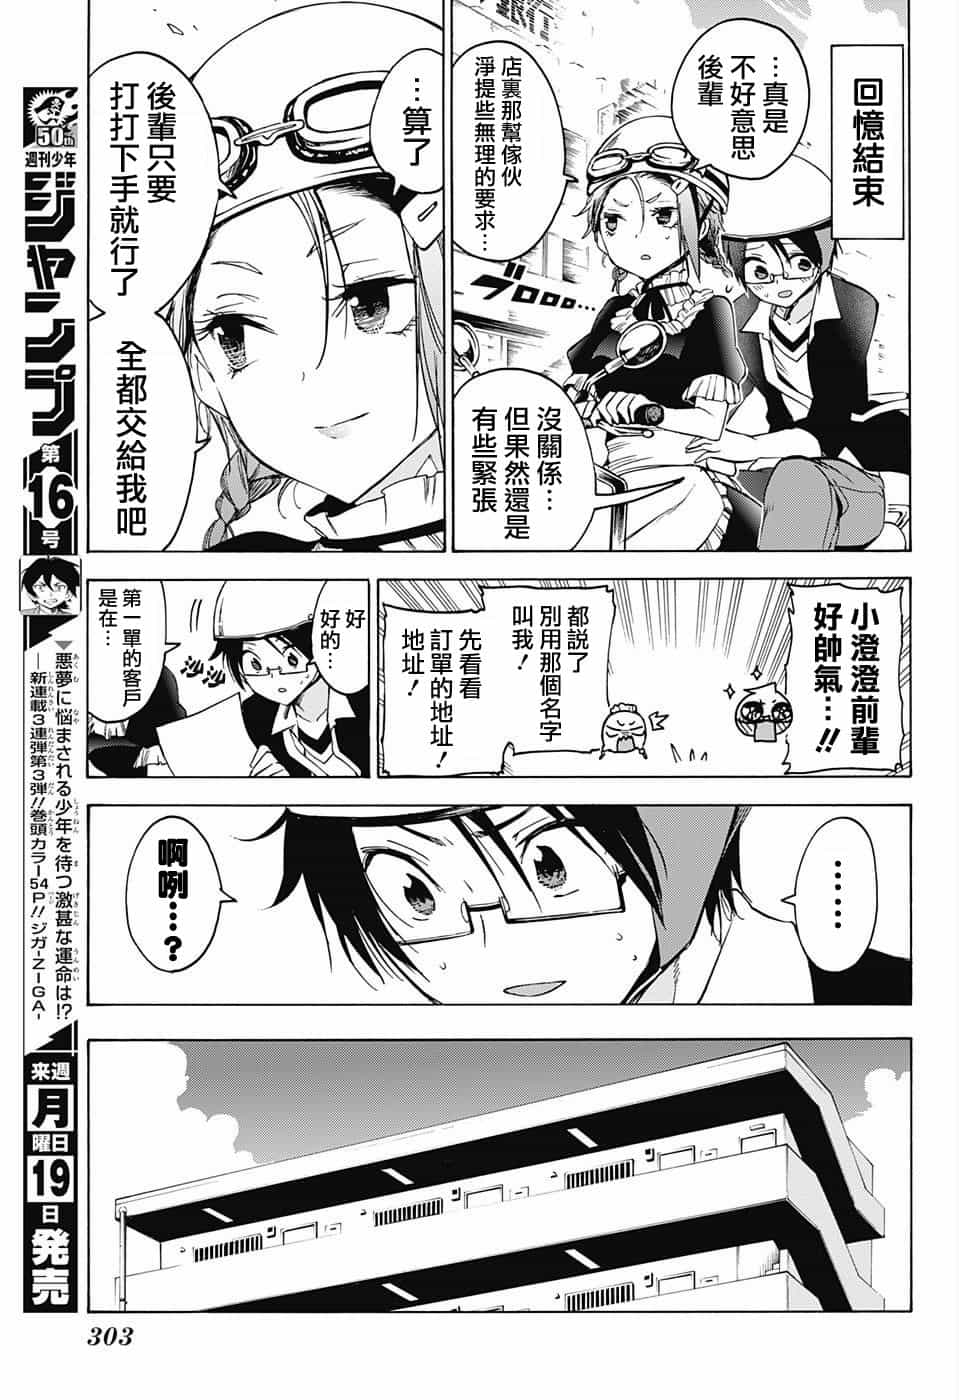 回憶結束
…真是
不好意思
後輩
店裏那幫傢伙
淨提些無理的要求…
ブロロロ…
沒關係…
但果然還是
有些緊張
…算了
後輩只要
打打下手就行了
全都交給我吧
小澄澄前輩
好帥氣…!!
都說了
別用那個名字
叫我!
先看看
訂單的地址!
地址!
好
好的…
沙沙
第一單的客戶
是在…
……
啊咧…?
50th
週刊少年
ジャンプ
第
16
号
▼悪夢に悩まされる少年を待つ激甚な運命は!?
―新連載3連弾第3弾!!巻頭カラー54P!! ジガ-ZIGA-
来週
月
曜日
19
日
発売
303